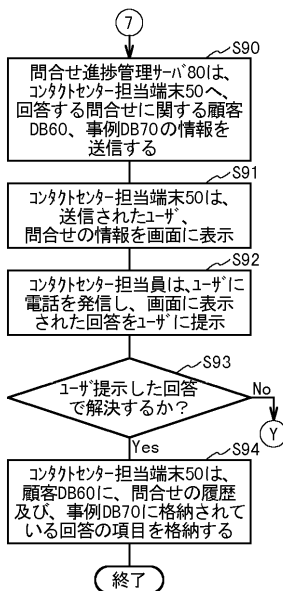 7
S90
問合せ進捗管理サーバ80は、
コンタクトセンター担当端末50へ、
回答する問合せに関する顧客
DB60、事例DB70の情報を
送信する
S91
コンタクトセンター担当端末50は、
送信されたユーザ、
問合せの情報を画面に表示
S92
コンタクトセンター担当員は、ユーザに
電話を発信し、画面に表示
された回答をユーザに提示
S93
ユーザ提示した回答
で解決するか?
No
Y
Yes
S94
コンタクトセンター担当端末50は、
顧客DB60に、問合せの履歴
及び、事例DB70に格納されて
いる回答の項目を格納する
終了